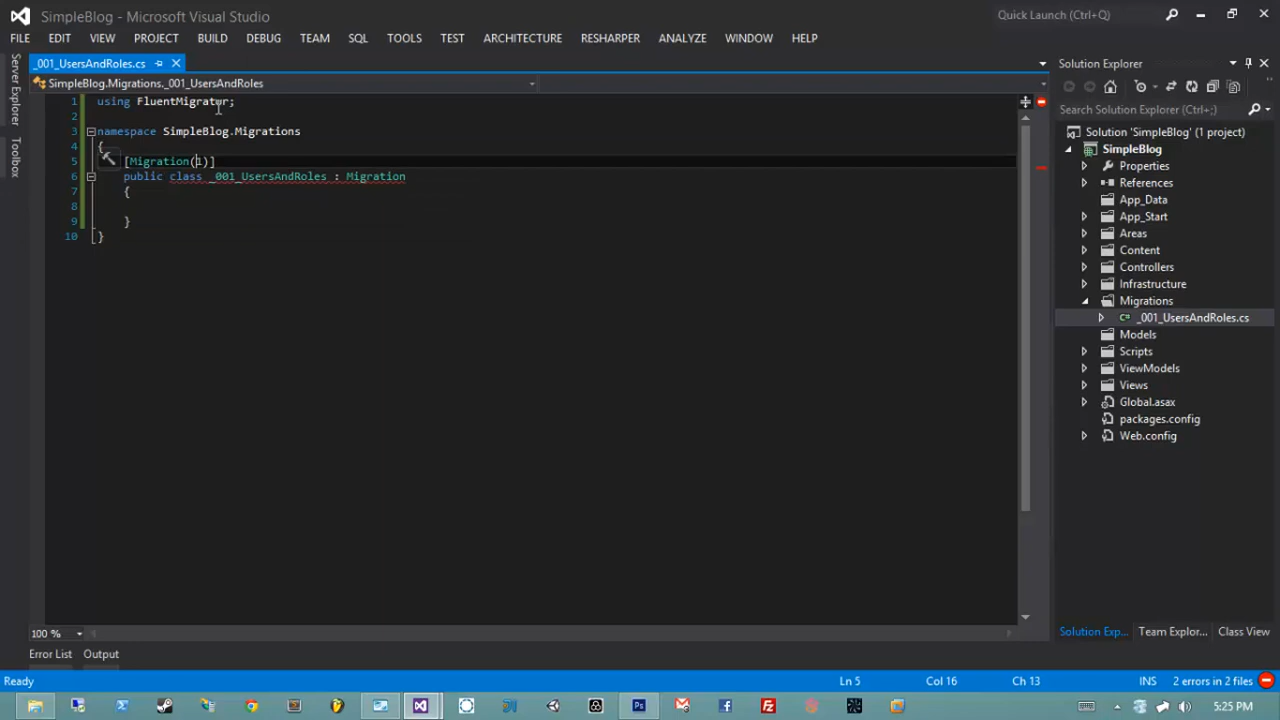 SimpleBlog - Microsoft Visual Studio
Quick Launch (Ctrl+Q)
FILE EDIT VIEW PROJECT BUILD DEBUG TEAM SQL TOOLS TEST ARCHITECTURE RESHARPER ANALYZE WINDOW HELP
Server Explorer
Toolbox
_001_UsersAndRoles.cs
SimpleBlog.Migrations._001_UsersAndRoles
1 using FluentMigrator;
2
3 namespace SimpleBlog.Migrations
4 {
5 [Migration(1)]
6 public class _001_UsersAndRoles : Migration
7 {
8
9 }
10 }
100 %
Error List Output
Solution Explorer
Search Solution Explorer (Ctrl+;)
Solution 'SimpleBlog' (1 project)
SimpleBlog
Properties
References
App_Data
App_Start
Areas
Content
Controllers
Infrastructure
Migrations
_001_UsersAndRoles.cs
Models
Scripts
ViewModels
Views
Global.asax
packages.config
Web.config
Solution Exp... Team Explor... Class View
Ready Ln 5 Col 16 Ch 13 INS 2 errors in 2 files
5:25 PM